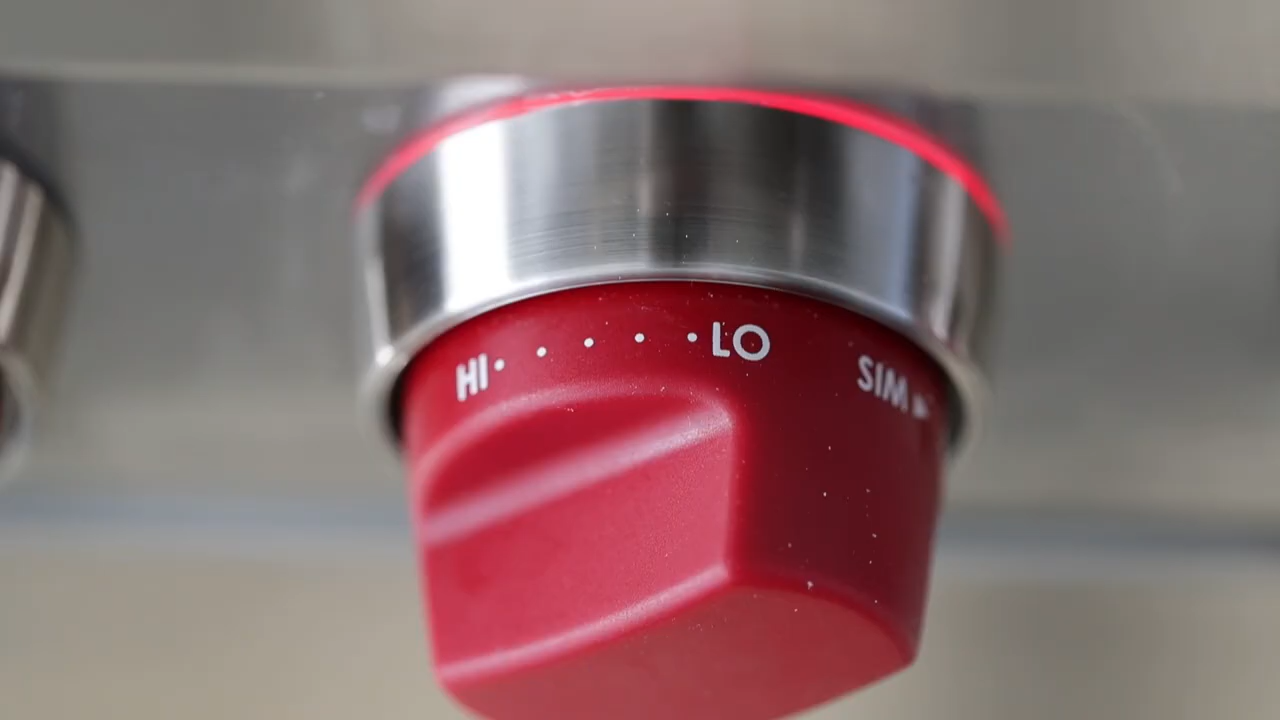 HI · · · · · LO SIM ▸